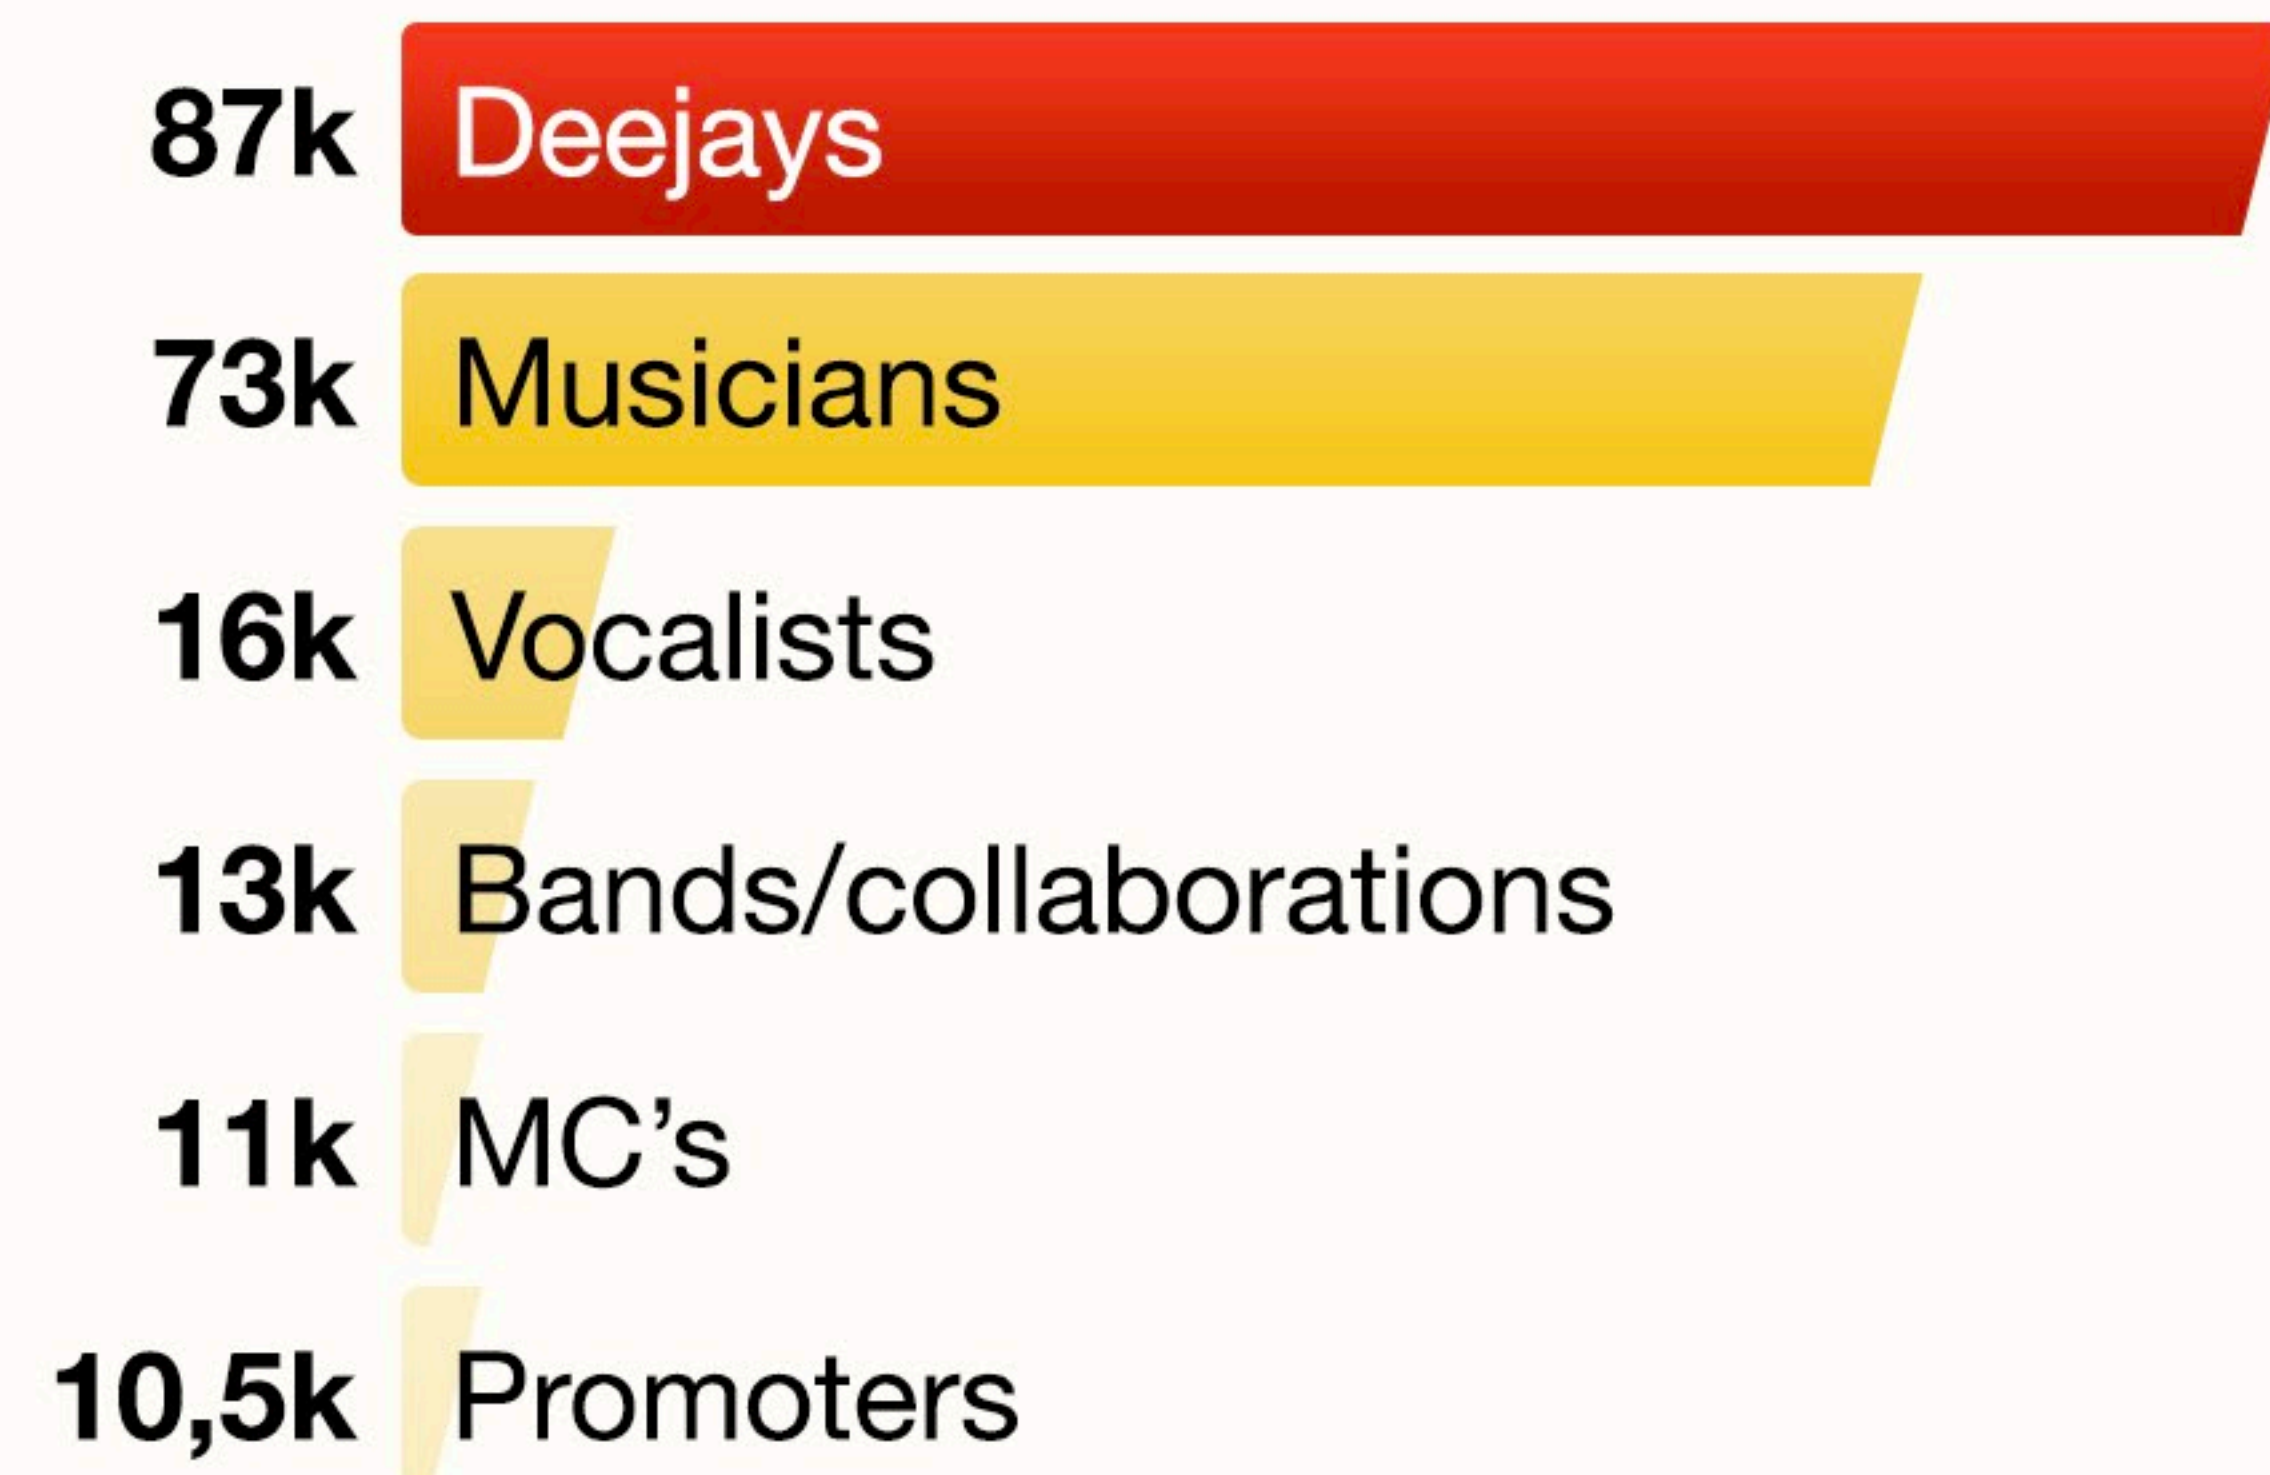 87k Deejays
73k Musicians
16k Vocalists
13k Bands/collaborations
11k MC’s
10,5k Promoters